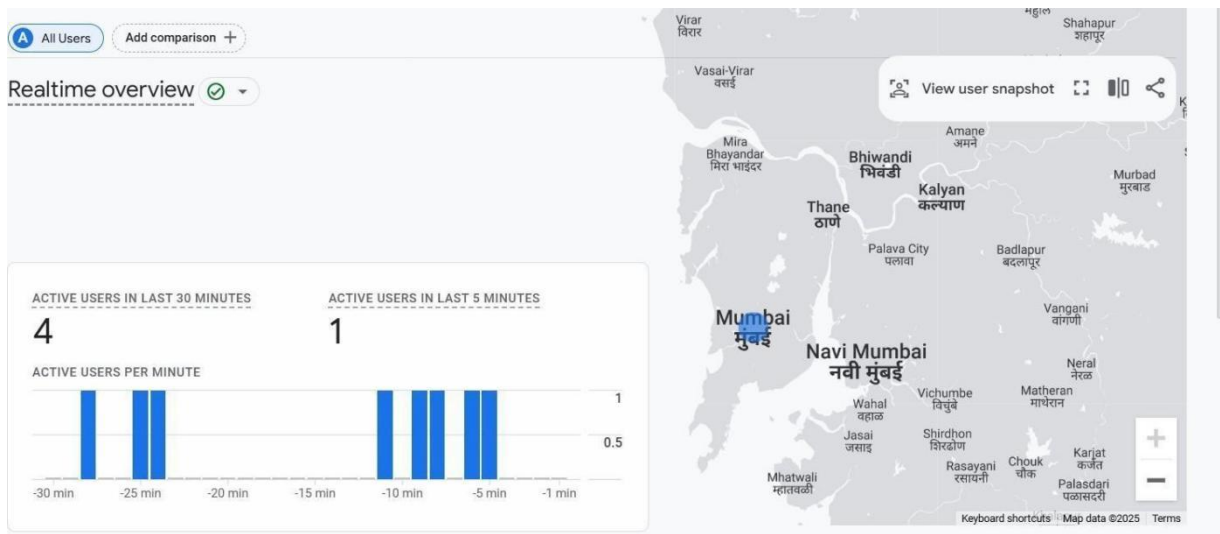 A All Users
Add comparison +
Realtime overview
ACTIVE USERS IN LAST 30 MINUTES
4
ACTIVE USERS IN LAST 5 MINUTES
1
ACTIVE USERS PER MINUTE
1
0.5
-30 min -25 min -20 min -15 min -10 min -5 min -1 min
Virar
विरार
Shahapur
शहापूर
Vasai-Virar
वसई
View user snapshot
Amane
अमने
Mira
Bhayandar
मिरा भाइंदर
Bhiwandi
भिवंडी
Murbad
मुरबाड
Kalyan
कल्याण
Thane
ठाणे
Palava City
पलावा
Badlapur
बदलापूर
Vangani
वांगणी
Mumbai
मुंबई
Navi Mumbai
नवी मुंबई
Neral
नेरळ
Matheran
माथेरान
Vichumbe
विचुंबे
Wahal
वहाळ
Jasai
जसाइ
Shirdhon
शिरढोण
Karjat
कर्जत
Chouk
चौक
Rasayani
रसायनी
Mhatwali
म्हातवळी
Palasdari
पळासदरी
Keyboard shortcuts Map data ©2025 Terms